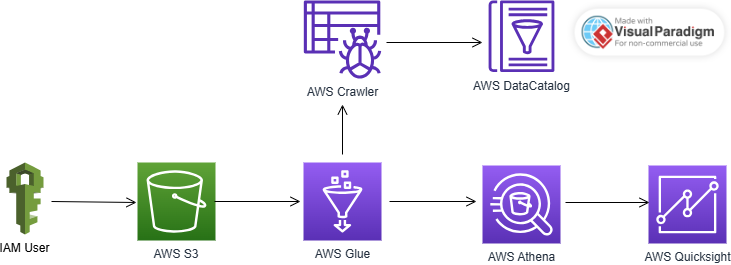 Made with
Visual Paradigm
For non-commercial use
AWS Crawler
AWS DataCatalog
IAM User
AWS S3
AWS Glue
AWS Athena
AWS Quicksight